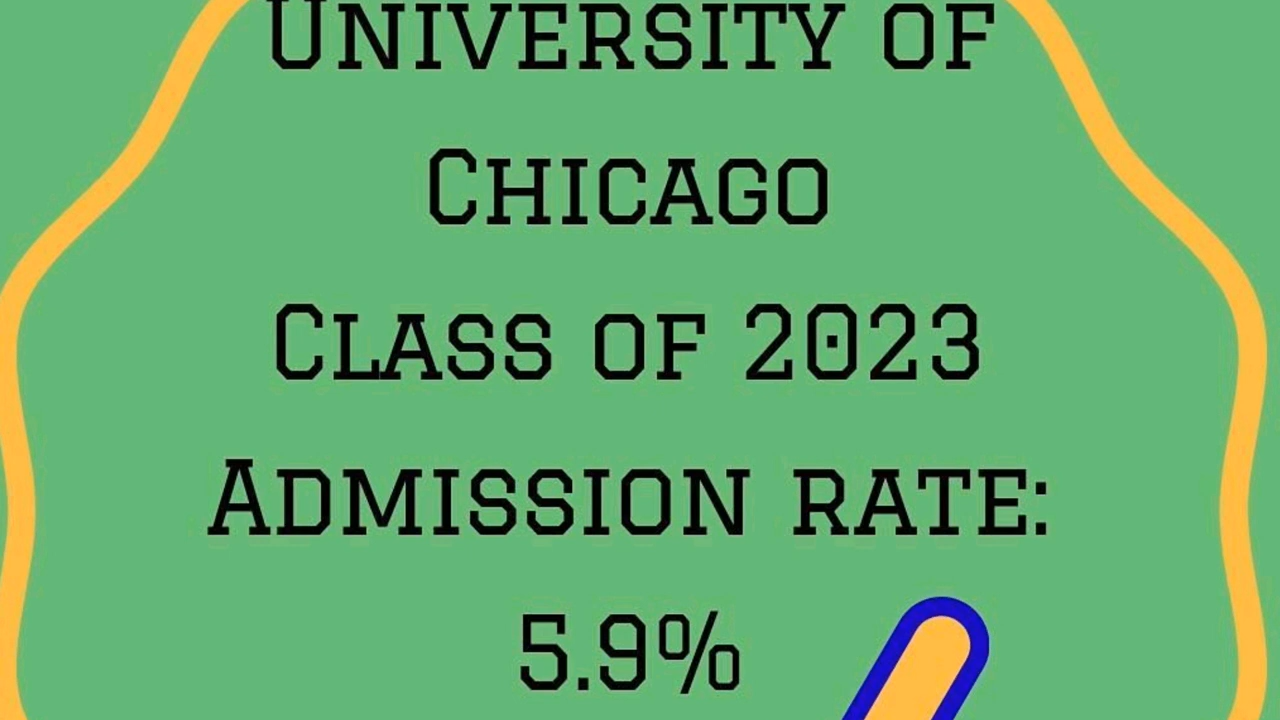 University of
Chicago
Class of 2023
Admission rate:
5.9%